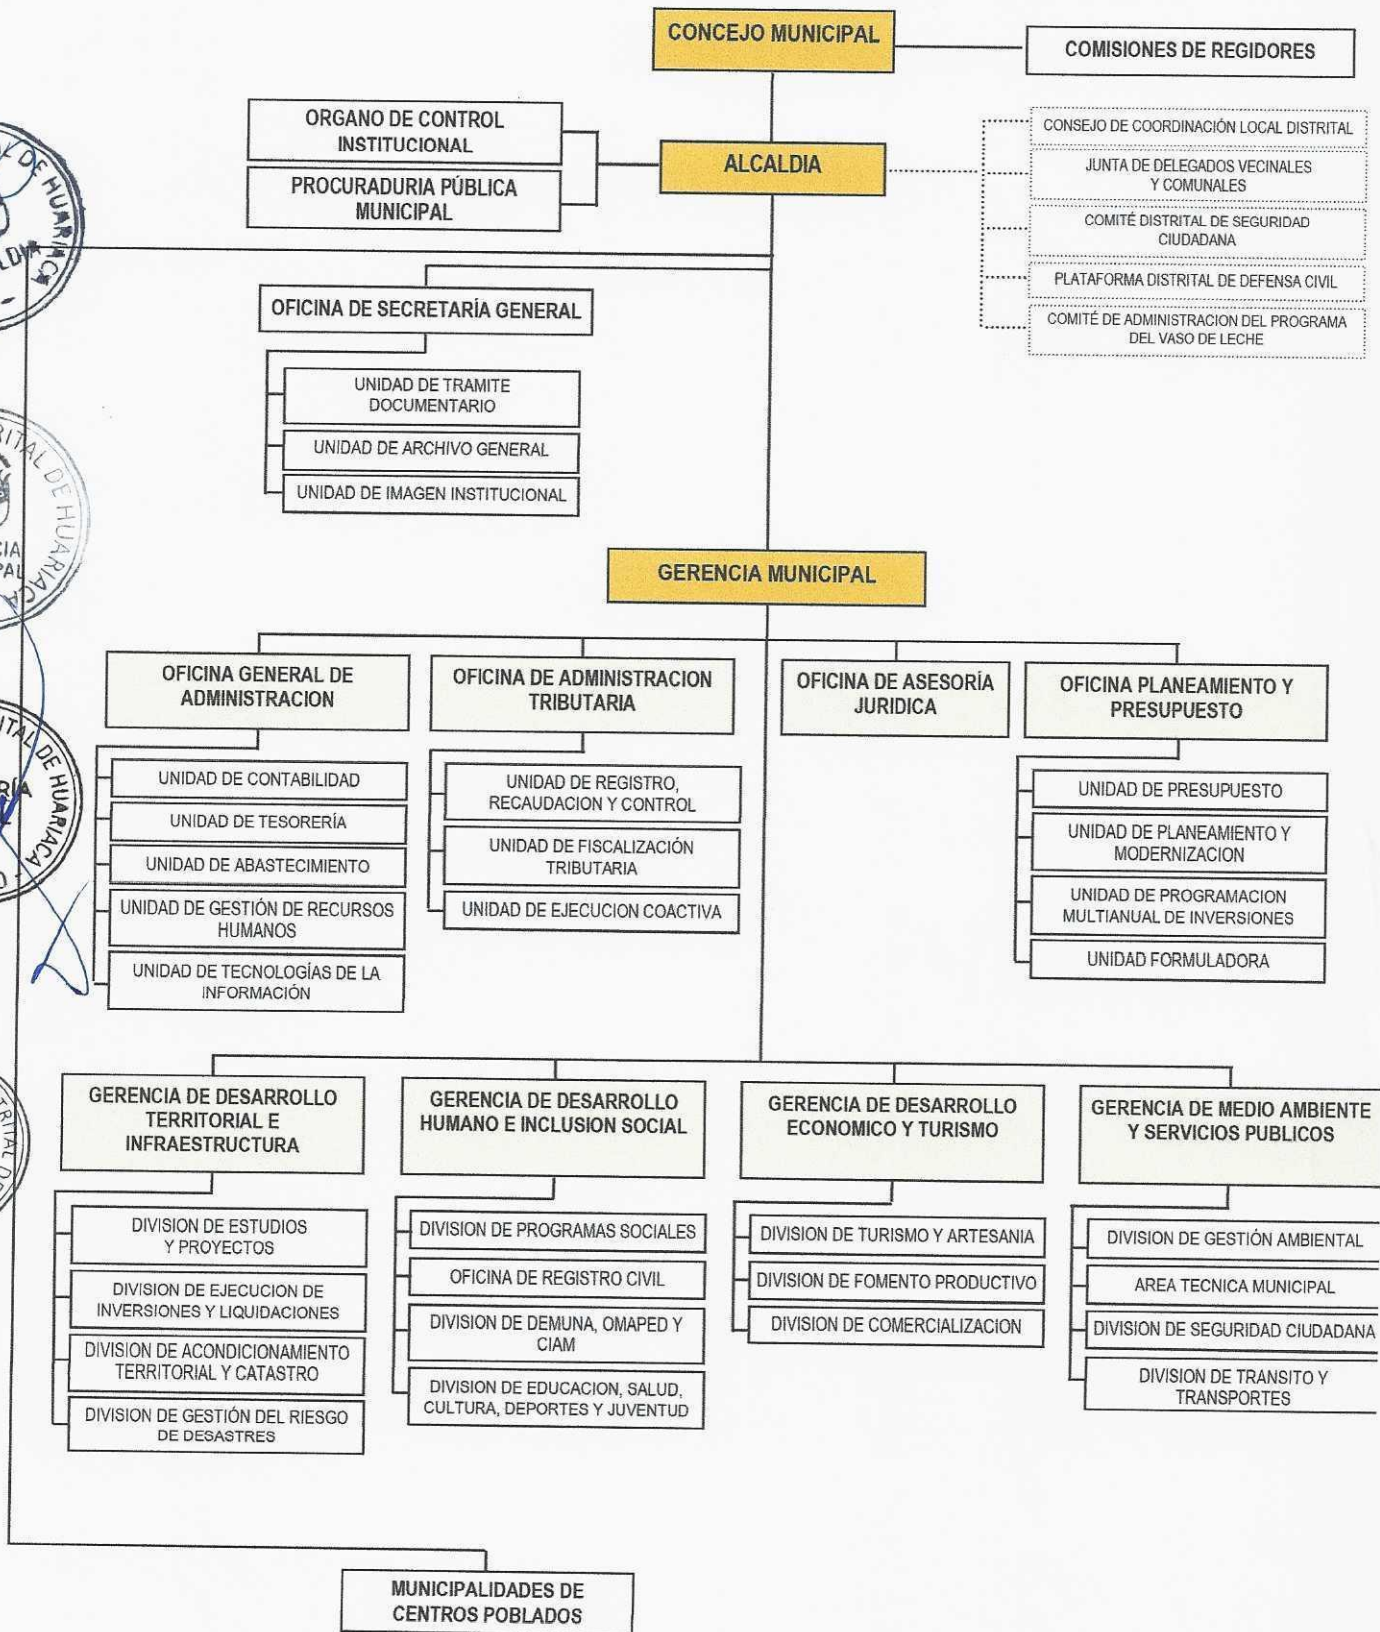 CONCEJO MUNICIPAL
COMISIONES DE REGIDORES
ORGANO DE CONTROL
INSTITUCIONAL
PROCURADURIA PÚBLICA
MUNICIPAL
ALCALDIA
CONSEJO DE COORDINACIÓN LOCAL DISTRITAL
JUNTA DE DELEGADOS VECINALES
Y COMUNALES
COMITÉ DISTRITAL DE SEGURIDAD
CIUDADANA
PLATAFORMA DISTRITAL DE DEFENSA CIVIL
COMITÉ DE ADMINISTRACION DEL PROGRAMA
DEL VASO DE LECHE
OFICINA DE SECRETARÍA GENERAL
UNIDAD DE TRAMITE
DOCUMENTARIO
UNIDAD DE ARCHIVO GENERAL
UNIDAD DE IMAGEN INSTITUCIONAL
GERENCIA MUNICIPAL
OFICINA GENERAL DE
ADMINISTRACION
UNIDAD DE CONTABILIDAD
UNIDAD DE TESORERÍA
UNIDAD DE ABASTECIMIENTO
UNIDAD DE GESTIÓN DE RECURSOS
HUMANOS
UNIDAD DE TECNOLOGÍAS DE LA
INFORMACIÓN
OFICINA DE ADMINISTRACION
TRIBUTARIA
UNIDAD DE REGISTRO,
RECAUDACION Y CONTROL
UNIDAD DE FISCALIZACIÓN
TRIBUTARIA
UNIDAD DE EJECUCION COACTIVA
OFICINA DE ASESORÍA
JURIDICA
OFICINA PLANEAMIENTO Y
PRESUPUESTO
UNIDAD DE PRESUPUESTO
UNIDAD DE PLANEAMIENTO Y
MODERNIZACION
UNIDAD DE PROGRAMACION
MULTIANUAL DE INVERSIONES
UNIDAD FORMULADORA
GERENCIA DE DESARROLLO
TERRITORIAL E
INFRAESTRUCTURA
DIVISION DE ESTUDIOS
Y PROYECTOS
DIVISION DE EJECUCION DE
INVERSIONES Y LIQUIDACIONES
DIVISION DE ACONDICIONAMIENTO
TERRITORIAL Y CATASTRO
DIVISION DE GESTIÓN DEL RIESGO
DE DESASTRES
GERENCIA DE DESARROLLO
HUMANO E INCLUSION SOCIAL
DIVISION DE PROGRAMAS SOCIALES
OFICINA DE REGISTRO CIVIL
DIVISION DE DEMUNA, OMAPED Y
CIAM
DIVISION DE EDUCACION, SALUD,
CULTURA, DEPORTES Y JUVENTUD
GERENCIA DE DESARROLLO
ECONOMICO Y TURISMO
DIVISION DE TURISMO Y ARTESANIA
DIVISION DE FOMENTO PRODUCTIVO
DIVISION DE COMERCIALIZACION
GERENCIA DE MEDIO AMBIENTE
Y SERVICIOS PUBLICOS
DIVISION DE GESTIÓN AMBIENTAL
AREA TECNICA MUNICIPAL
DIVISION DE SEGURIDAD CIUDADANA
DIVISION DE TRANSITO Y
TRANSPORTES
MUNICIPALIDADES DE
CENTROS POBLADOS
DE HUARIACA
DE HUARIACA
DE HUARIACA